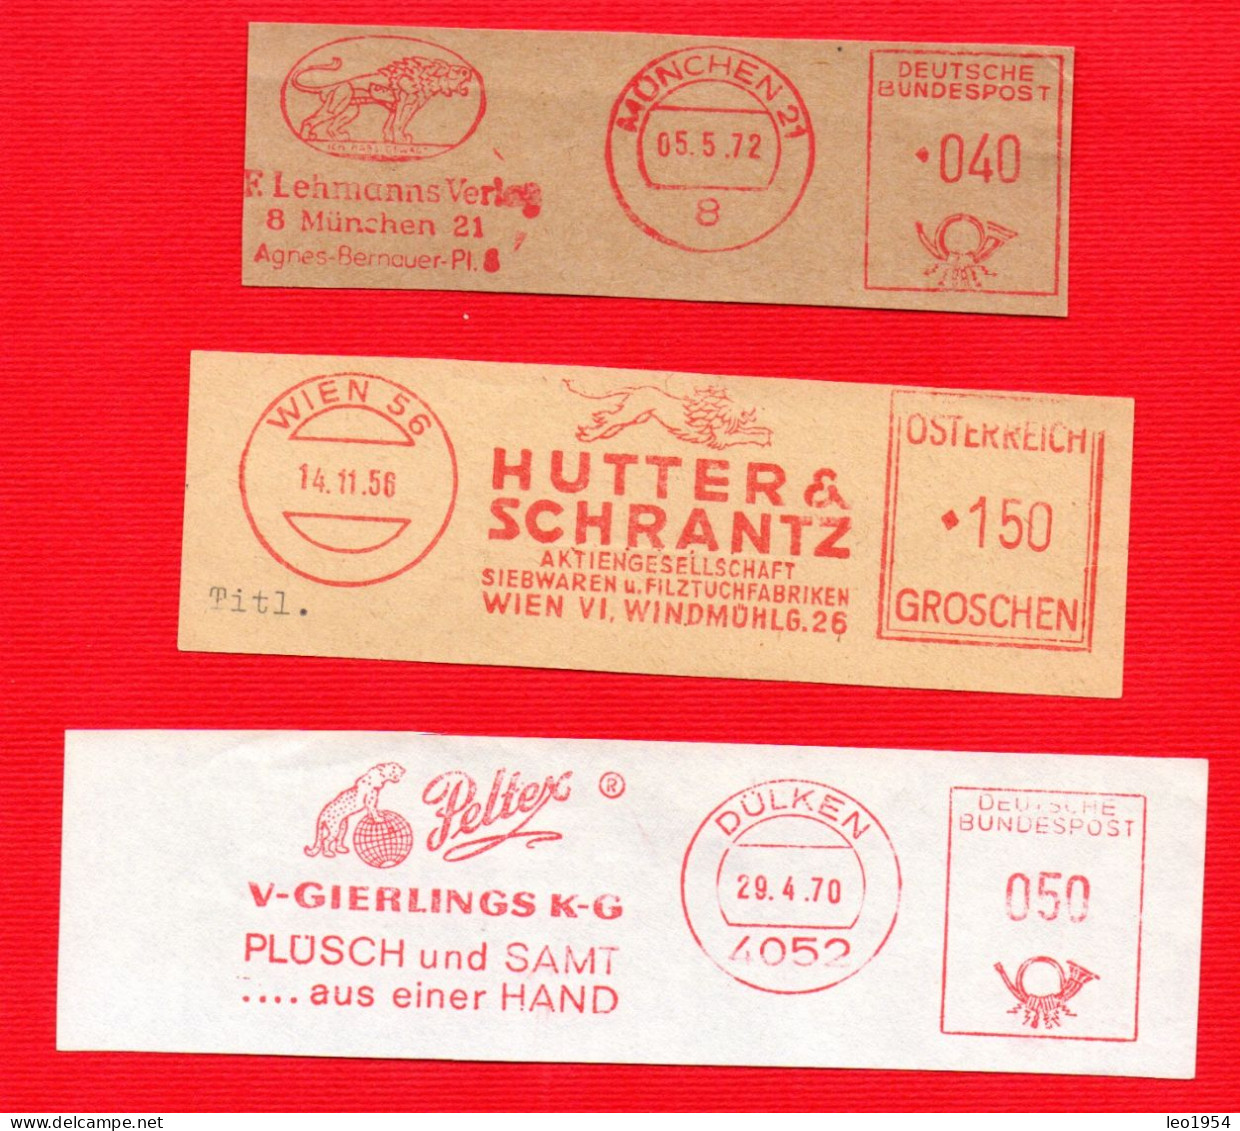 F. Lehmanns Verlag
8 München 21
Agnes-Bernauer-Pl. 8
MÜNCHEN 21
05.5.72
8
DEUTSCHE
BUNDESPOST
040
WIEN 56
14.11.56
Titl.
HUTTER &
SCHRANTZ
AKTIENGESELLSCHAFT
SIEBWAREN u. FILZTUCHFABRIKEN
WIEN VI, WINDMÜHLG. 26
ÖSTERREICH
150
GROSCHEN
Peltex ®
V-GIERLINGS K-G
PLÜSCH und SAMT
.... aus einer HAND
DÜLKEN
29.4.70
4052
DEUTSCHE
BUNDESPOST
050
leo1954